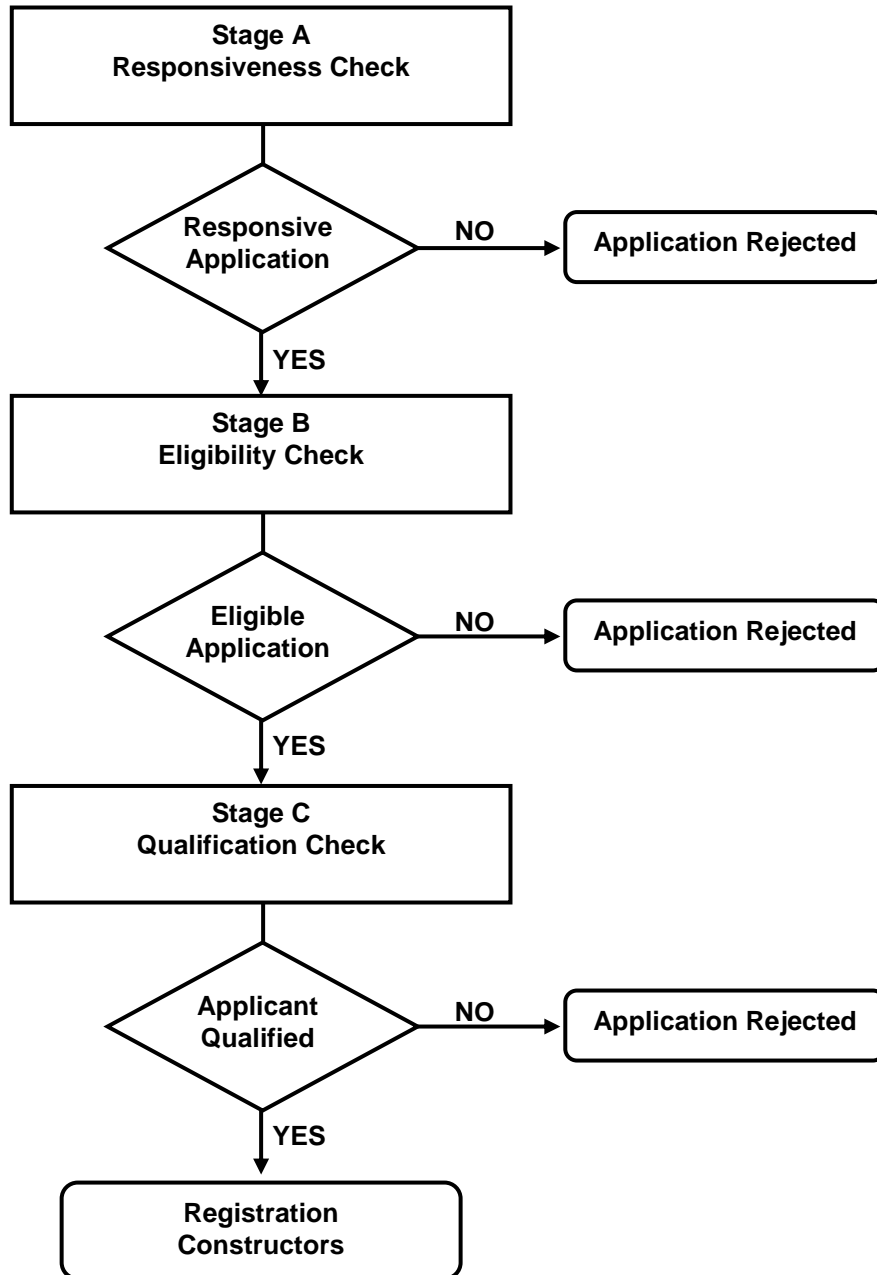 Stage A
Responsiveness Check
Responsive
Application
NO
Application Rejected
YES
Stage B
Eligibility Check
Eligible
Application
NO
Application Rejected
YES
Stage C
Qualification Check
Applicant
Qualified
NO
Application Rejected
YES
Registration
Constructors